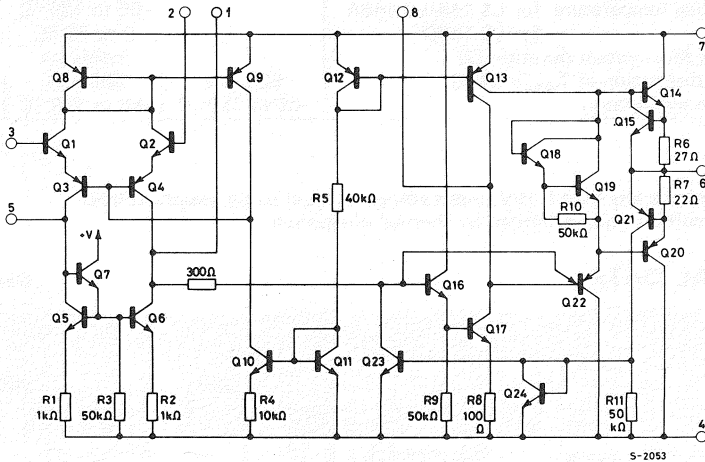 2 1 8
7
Q8 Q9 Q12 Q13 Q14
Q15
3 Q1 Q2 Q18 R6
27Ω
6
Q3 Q4 Q19 R7
22Ω
R5 40kΩ
R10
50kΩ
5 Q21 Q20
+V
Q7 300Ω Q16 Q22
Q5 Q6 Q17
Q10 Q11 Q23
Q24
R1
1kΩ
R3
50kΩ
R2
1kΩ
R4
10kΩ
R9
50kΩ
R8
100
Ω
R11
50
kΩ
4
S-2053